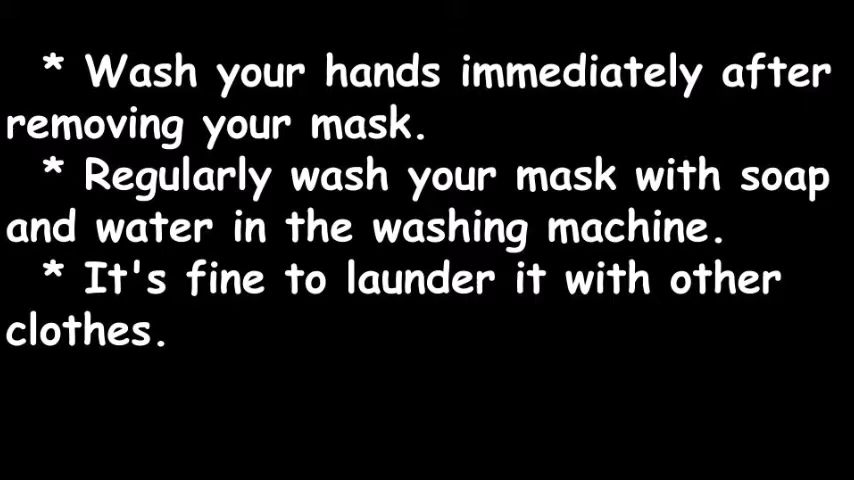 * Wash your hands immediately after
removing your mask.
* Regularly wash your mask with soap
and water in the washing machine.
* It's fine to launder it with other
clothes.